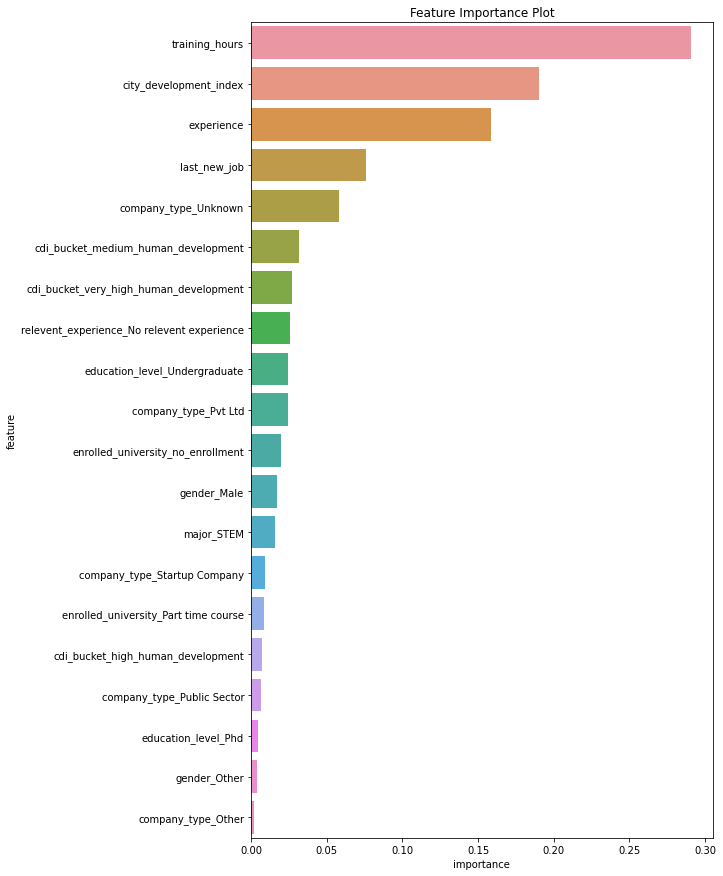 Feature Importance Plot
training_hours
city_development_index
experience
last_new_job
company_type_Unknown
cdi_bucket_medium_human_development
cdi_bucket_very_high_human_development
relevent_experience_No relevent experience
education_level_Undergraduate
company_type_Pvt Ltd
enrolled_university_no_enrollment
gender_Male
major_STEM
company_type_Startup Company
enrolled_university_Part time course
cdi_bucket_high_human_development
company_type_Public Sector
education_level_Phd
gender_Other
company_type_Other
feature
0.00 0.05 0.10 0.15 0.20 0.25 0.30
importance